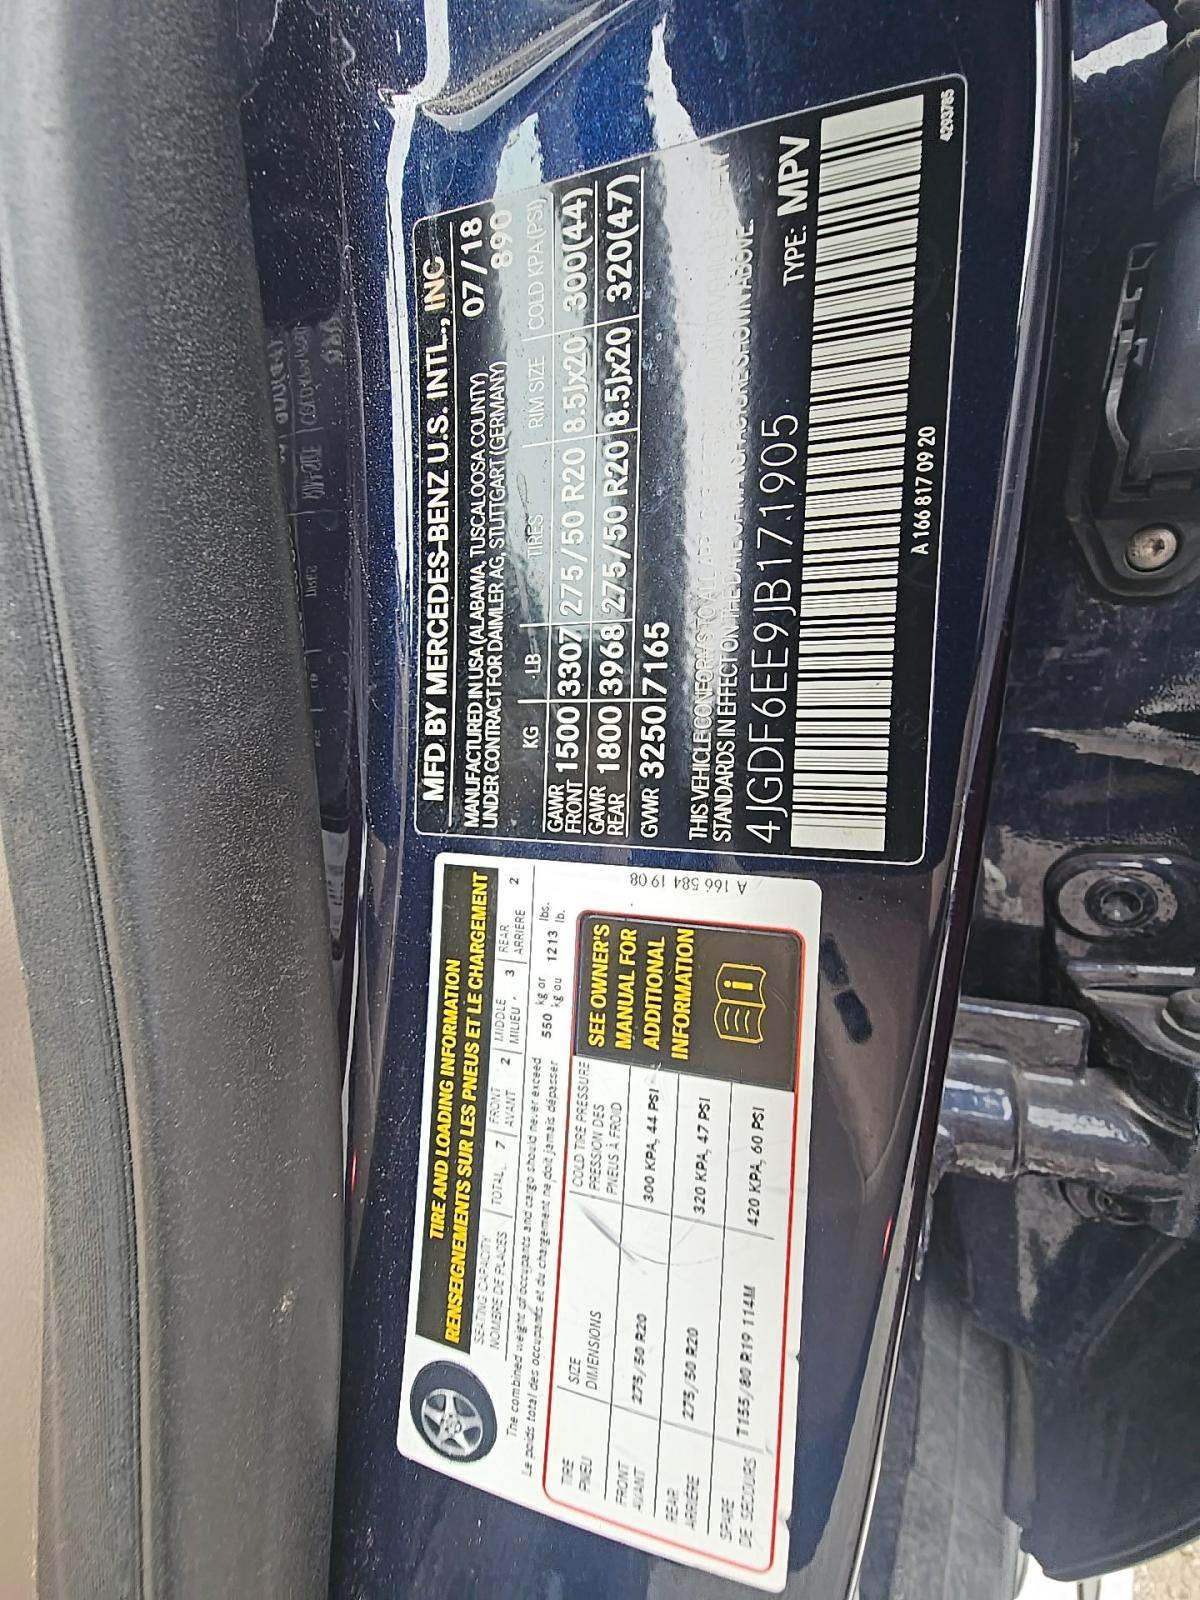 MFD BY MERCEDES-BENZ U.S. INTL., INC
MANUFACTURED IN USA (ALABAMA, TUSCALOOSA COUNTY) 07/18
UNDER CONTRACT FOR DAIMLER AG, STUTTGART (GERMANY) 890
KG LB TIRES RIM SIZE COLD KPA (PSI)
GAWR FRONT 1500 3307 275/50 R20 8.5Jx20 300(44)
GAWR REAR 1800 3968 275/50 R20 8.5Jx20 320(47)
GVWR 3250 7165
THIS VEHICLE CONFORMS TO ALL
STANDARDS IN EFFECT ON THE DATE OF MANUFACTURE SHOWN ABOVE.
4JGDF6EE9JB171905 TYPE: MPV
A 166 817 09 20
4293785
TIRE AND LOADING INFORMATION
RENSEIGNEMENTS SUR LES PNEUS ET LE CHARGEMENT
SEATING CAPACITY TOTAL 7 FRONT 2 MIDDLE 3 REAR 2
NOMBRE DE PLACES AVANT MILIEU ARRIÈRE
The combined weight of occupants and cargo should never exceed 550 kg or 1213 lbs.
Le poids total des occupants et du chargement ne doit jamais dépasser kg ou lb.
TIRE SIZE COLD TIRE PRESSURE
PNEU DIMENSIONS PRESSION DES
PNEUS À FROID
FRONT
AVANT 275/50 R20 300 KPA, 44 PSI
REAR
ARRIÈRE 275/50 R20 320 KPA, 47 PSI
SPARE
DE SECOURS T155/80 R19 114M 420 KPA, 60 PSI
SEE OWNER'S
MANUAL FOR
ADDITIONAL
INFORMATION
A 166 584 19 08